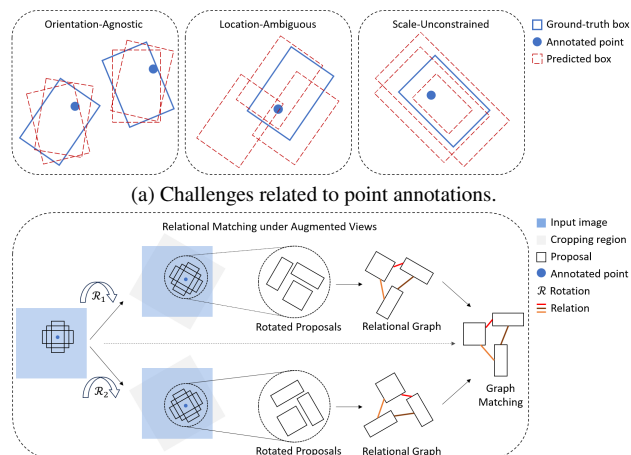 Orientation-Agnostic
Location-Ambiguous
Scale-Unconstrained
Ground-truth box
Annotated point
Predicted box
(a) Challenges related to point annotations.
Relational Matching under Augmented Views
Input image
Cropping region
Proposal
Annotated point
ℛ Rotation
Relation
ℛ₁
Rotated Proposals
Relational Graph
Graph
Matching
ℛ₂
Rotated Proposals
Relational Graph